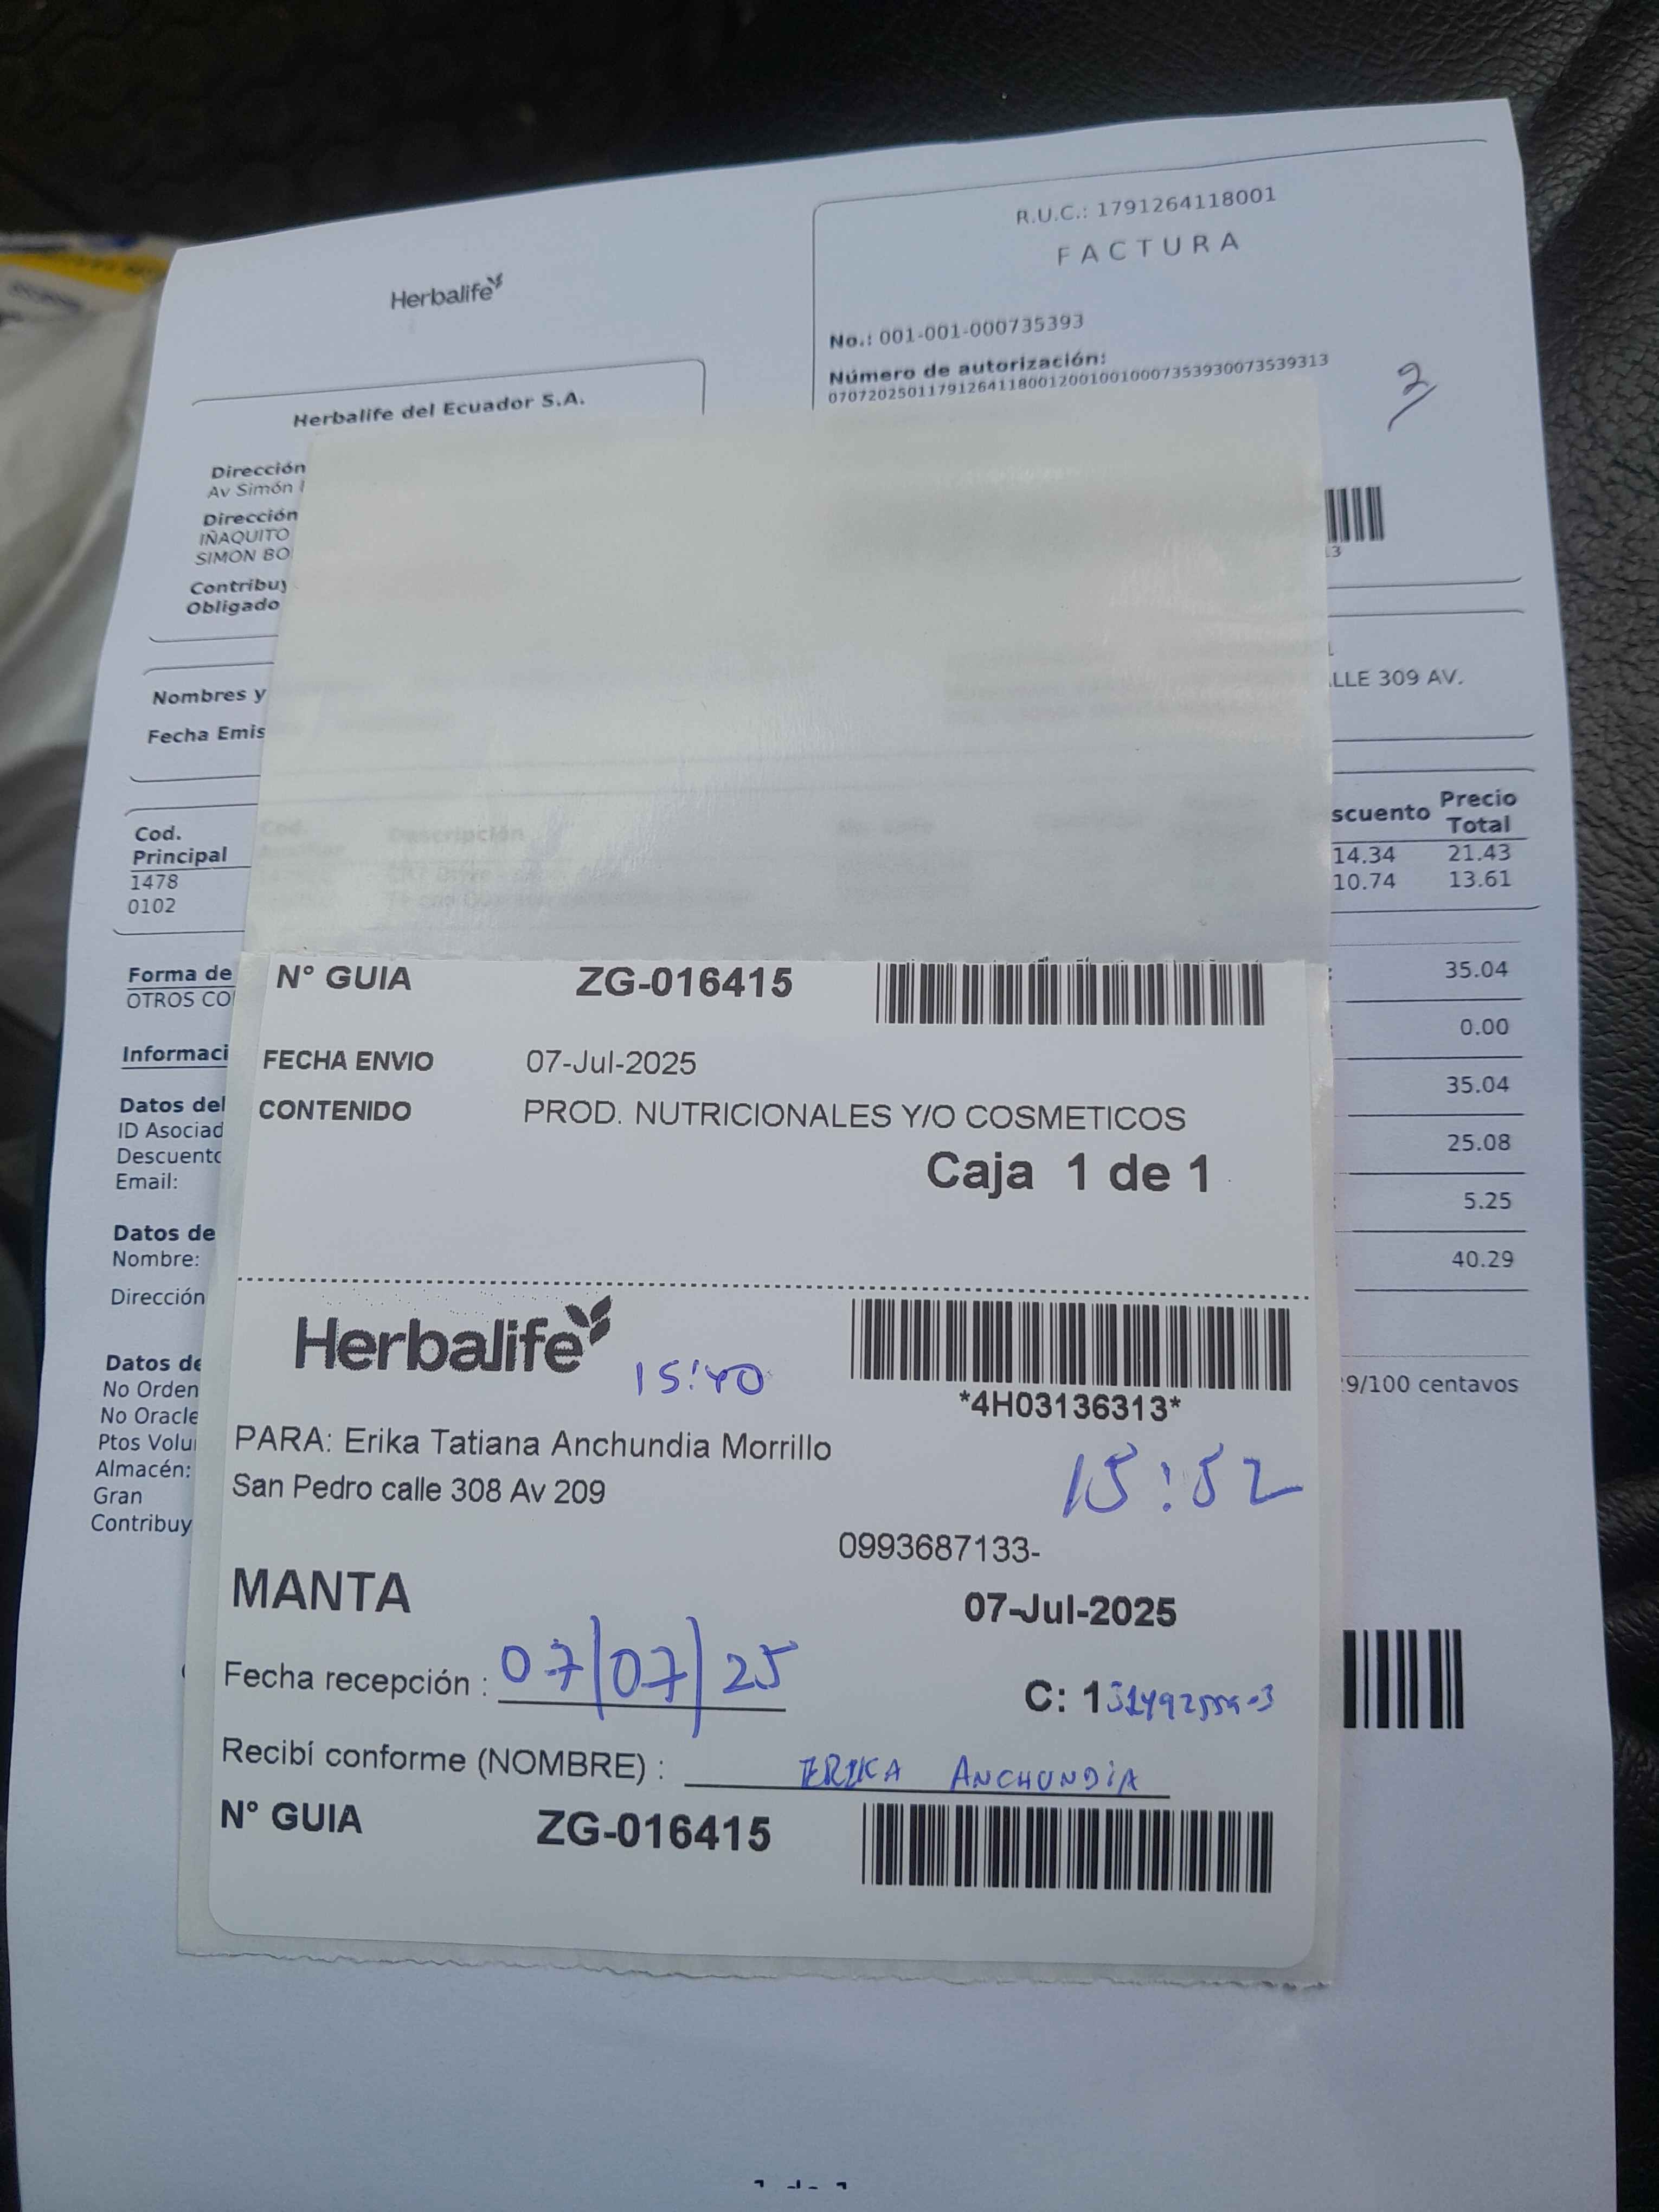 R.U.C.: 1791264118001
FACTURA
Herbalife
No.: 001-001-000735393
Número de autorización:
0707202501179126411800120010010007353930073539313
2
Herbalife del Ecuador S.A.
Dirección
Av Simón
Dirección
IÑAQUITO
SIMON BO
3
Contribuy
Obligado
Nombres y
LLE 309 AV.
Fecha Emis
Cod. Principal
scuento Precio Total
1478 14.34 21.43
0102 10.74 13.61
Forma de 35.04
OTROS CO
0.00
Informaci
35.04
Datos del
ID Asociad
Descuento 25.08
Email:
5.25
Datos de
Nombre: 40.29
Dirección
Datos de
No Orden 9/100 centavos
No Oracle
Ptos Volu
Almacén:
Gran
Contribuy
N° GUIA ZG-016415
FECHA ENVIO 07-Jul-2025
CONTENIDO PROD. NUTRICIONALES Y/O COSMETICOS
Caja 1 de 1
Herbalife 15:40
*4H03136313*
PARA: Erika Tatiana Anchundia Morrillo
San Pedro calle 308 Av 209
15:52
0993687133-
MANTA
07-Jul-2025
Fecha recepción : 07/07/25
C: 1
Recibí conforme (NOMBRE) : ERIKA ANCHUNDIA
N° GUIA ZG-016415